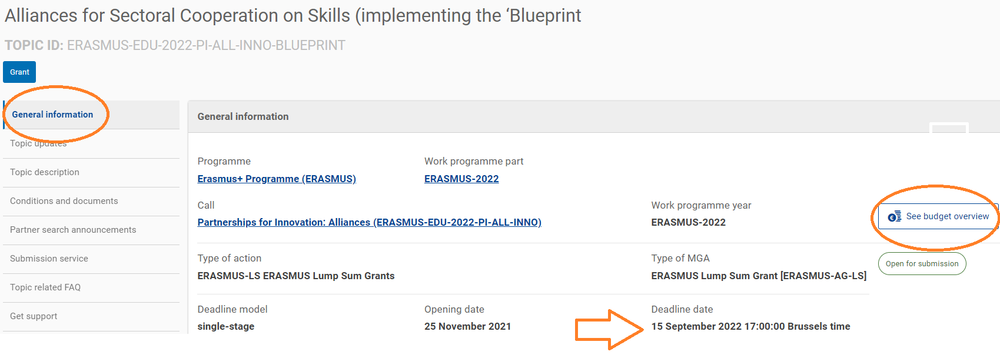 Alliances for Sectoral Cooperation on Skills (implementing the ‘Blueprint
TOPIC ID: ERASMUS-EDU-2022-PI-ALL-INNO-BLUEPRINT
Grant
General information
Topic updates
Topic description
Conditions and documents
Partner search announcements
Submission service
Topic related FAQ
Get support
General information
Programme
Erasmus+ Programme (ERASMUS)
Work programme part
ERASMUS-2022
Call
Partnerships for Innovation: Alliances (ERASMUS-EDU-2022-PI-ALL-INNO)
Work programme year
ERASMUS-2022
See budget overview
Type of action
ERASMUS-LS ERASMUS Lump Sum Grants
Type of MGA
ERASMUS Lump Sum Grant [ERASMUS-AG-LS]
Open for submission
Deadline model
single-stage
Opening date
25 November 2021
Deadline date
15 September 2022 17:00:00 Brussels time